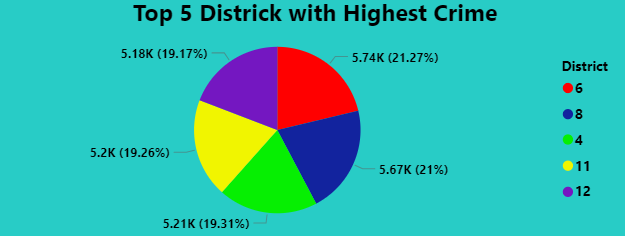 Top 5 Districk with Highest Crime
5.18K (19.17%)
5.74K (21.27%)
District
6
8
4
11
12
5.2K (19.26%)
5.67K (21%)
5.21K (19.31%)